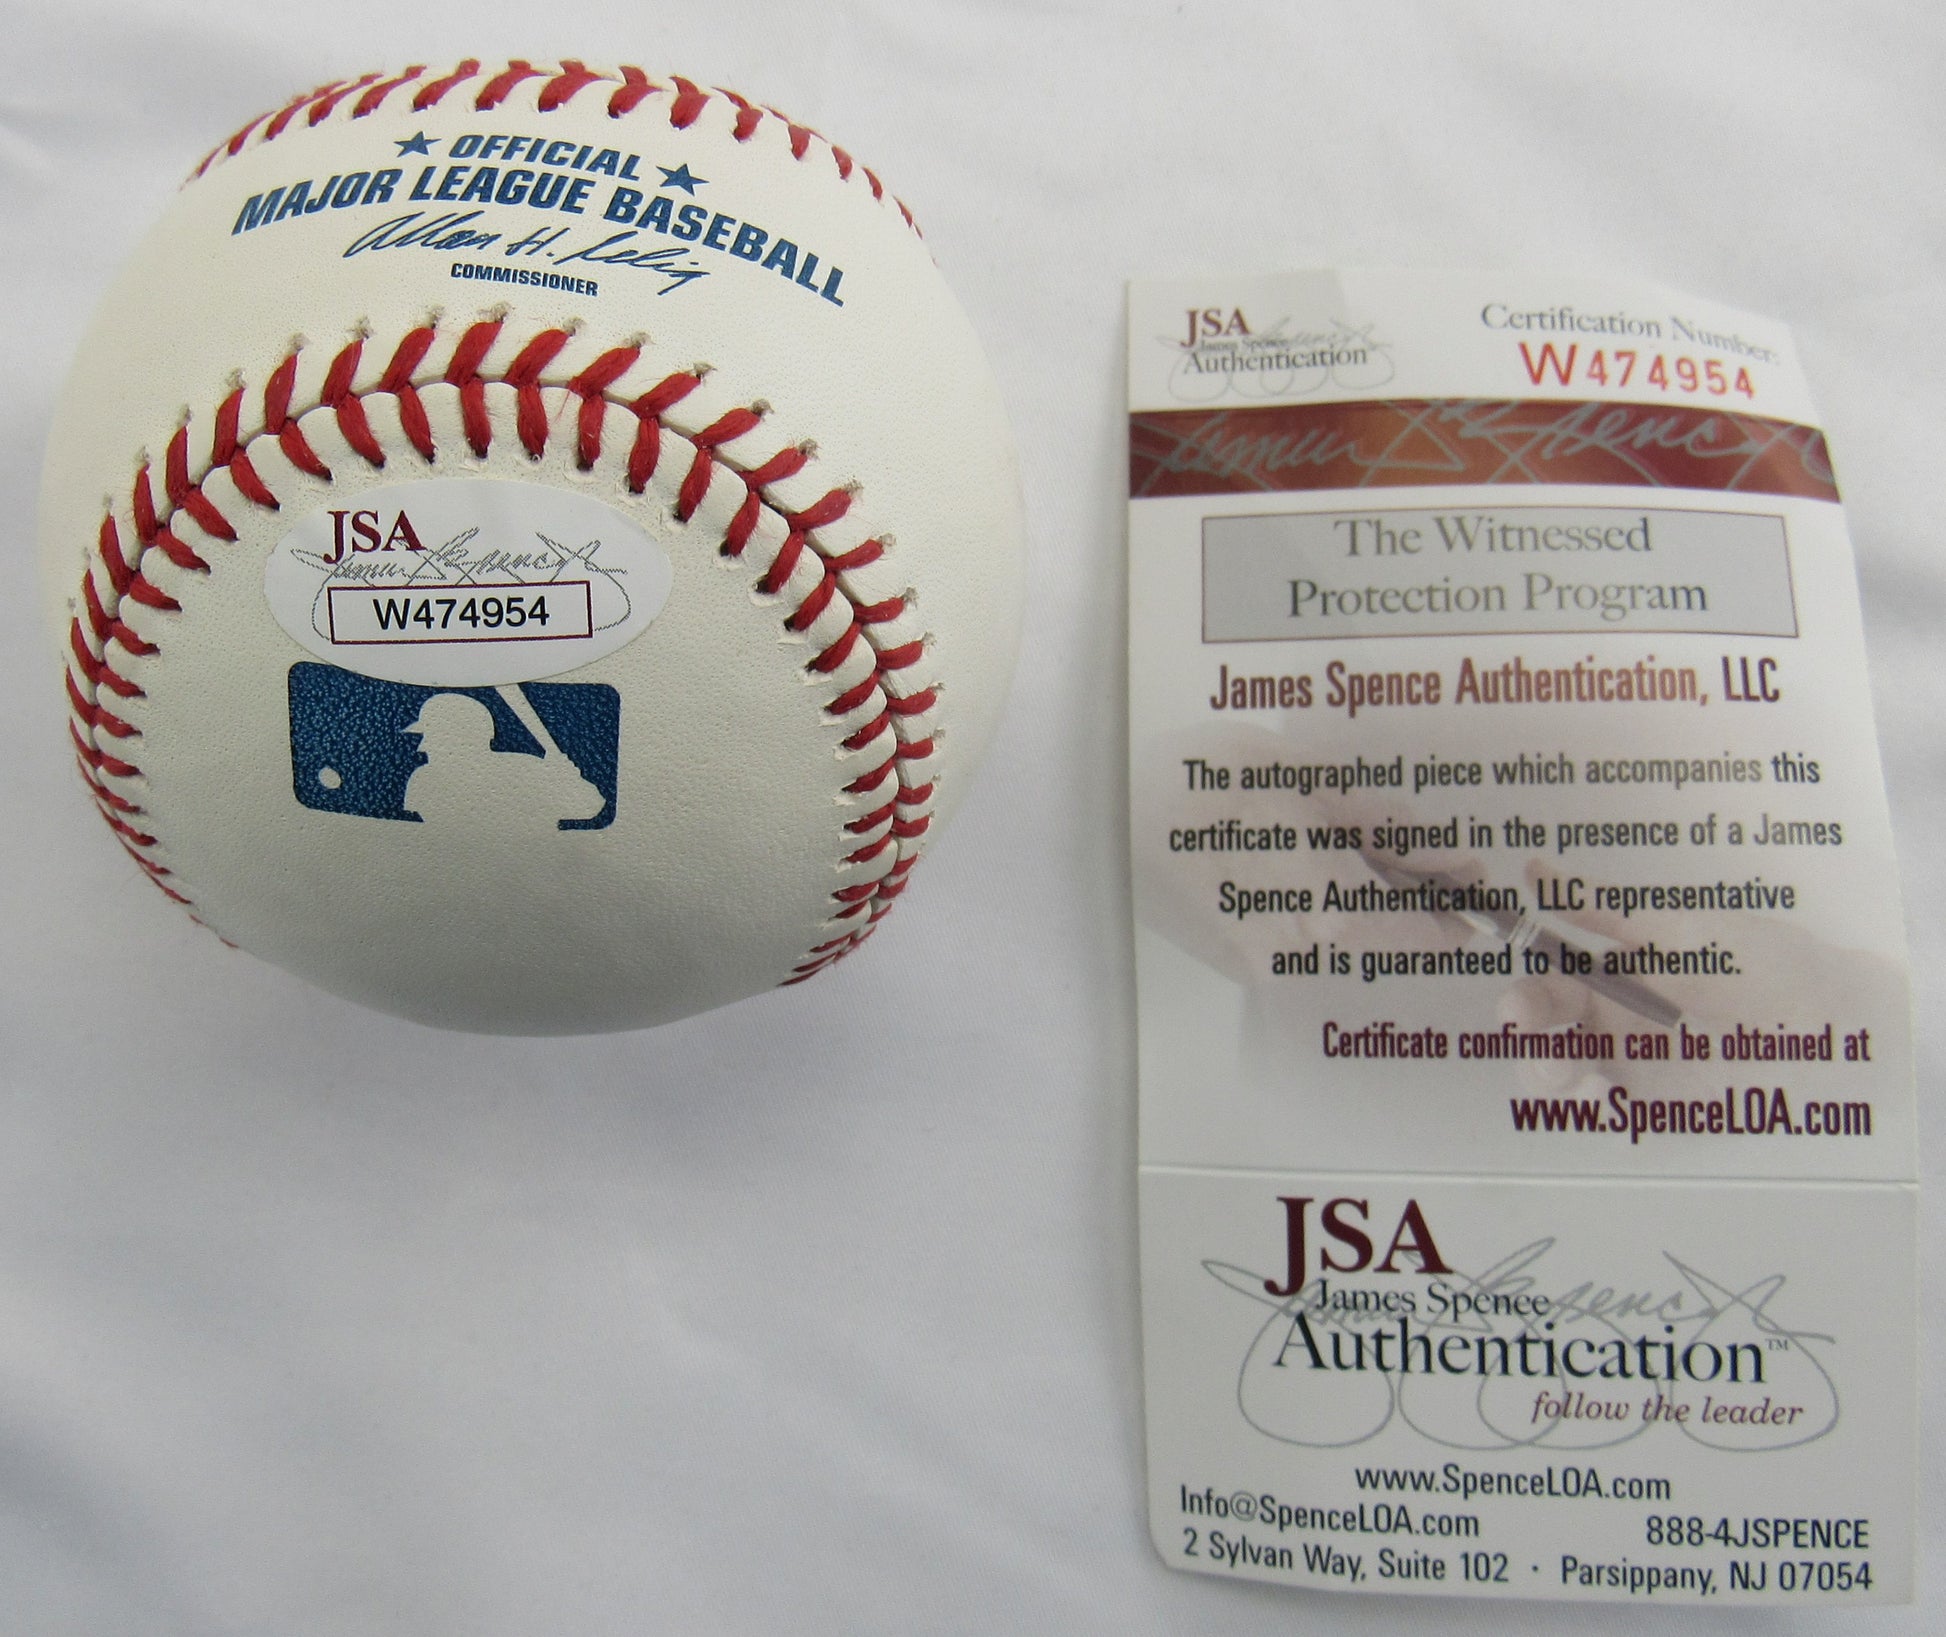 OFFICIAL
MAJOR LEAGUE BASEBALL
Allan H. Selig
COMMISSIONER
JSA
W474954
JSA
James Spence
Authentication
Certification Number:
W474954
The Witnessed
Protection Program
James Spence Authentication, LLC
The autographed piece which accompanies this
certificate was signed in the presence of a James
Spence Authentication, LLC representative
and is guaranteed to be authentic.
Certificate confirmation can be obtained at
www.SpenceLOA.com
JSA
James Spence
Authentication™
follow the leader
www.SpenceLOA.com
Info@SpenceLOA.com
888-4JSPENCE
2 Sylvan Way, Suite 102 · Parsippany, NJ 07054